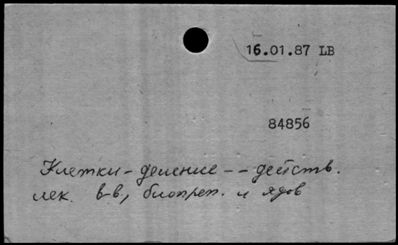 16.01.87 LB
84856
Клетки - деление -- действ.
лек. в-в, биопреп. и ядов